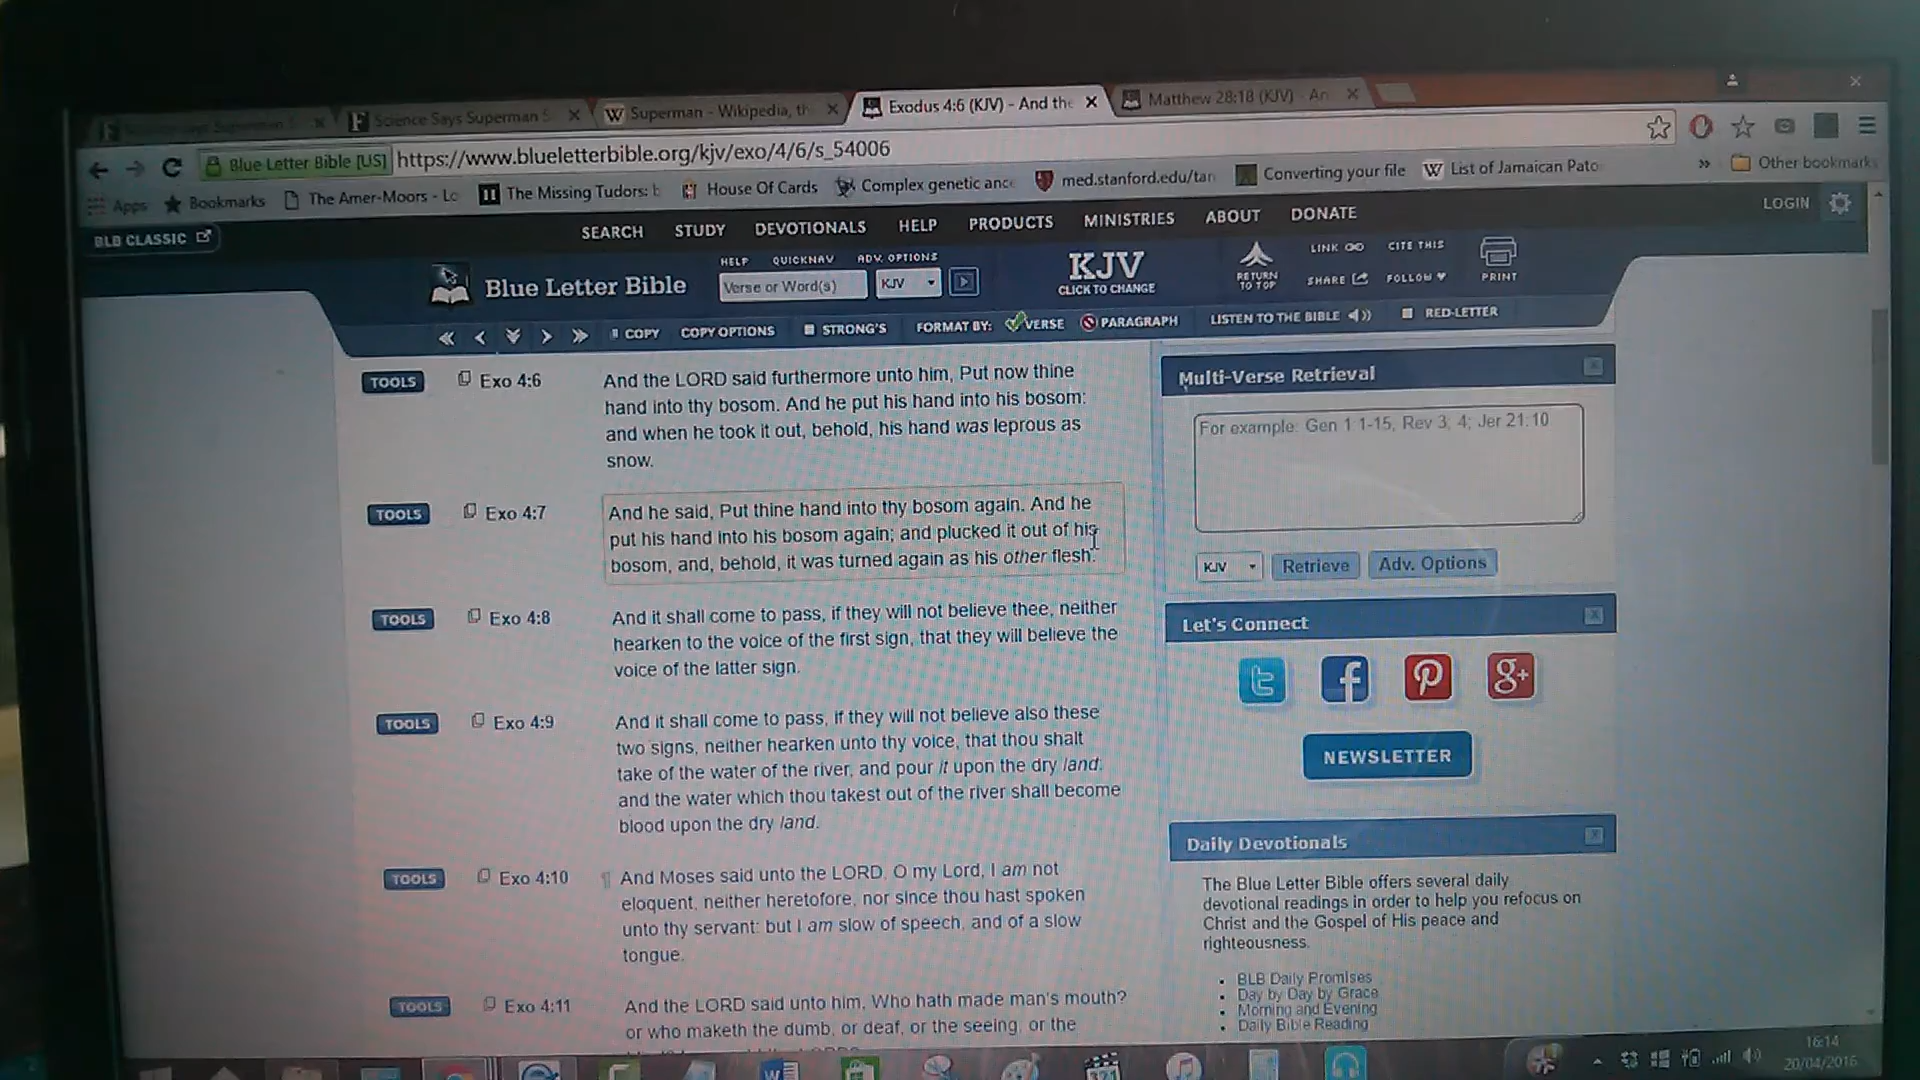 Science Says Superman S
Superman - Wikipedia, th
Exodus 4:6 (KJV) - And the
Matthew 28:18 (KJV) - An
Blue Letter Bible [US]
https://www.blueletterbible.org/kjv/exo/4/6/s_54006
Apps
Bookmarks
The Amer-Moors - Lo
The Missing Tudors: b
House Of Cards
Complex genetic ance
med.stanford.edu/tan
Converting your file
List of Jamaican Pato
Other bookmarks
BLB CLASSIC
SEARCH
STUDY
DEVOTIONALS
HELP
PRODUCTS
MINISTRIES
ABOUT
DONATE
LOGIN
Blue Letter Bible
HELP
QUICKNAV
ADV. OPTIONS
Verse or Word(s)
KJV
KJV
CLICK TO CHANGE
RETURN
TO TOP
LINK
CITE THIS
SHARE
FOLLOW
PRINT
COPY
COPY OPTIONS
STRONG'S
FORMAT BY:
VERSE
PARAGRAPH
LISTEN TO THE BIBLE
RED-LETTER
TOOLS
Exo 4:6
And the LORD said furthermore unto him, Put now thine
hand into thy bosom. And he put his hand into his bosom:
and when he took it out, behold, his hand was leprous as
snow.
TOOLS
Exo 4:7
And he said, Put thine hand into thy bosom again. And he
put his hand into his bosom again; and plucked it out of his
bosom, and, behold, it was turned again as his other flesh.
TOOLS
Exo 4:8
And it shall come to pass, if they will not believe thee, neither
hearken to the voice of the first sign, that they will believe the
voice of the latter sign.
TOOLS
Exo 4:9
And it shall come to pass, if they will not believe also these
two signs, neither hearken unto thy voice, that thou shalt
take of the water of the river, and pour it upon the dry land:
and the water which thou takest out of the river shall become
blood upon the dry land.
TOOLS
Exo 4:10
¶ And Moses said unto the LORD, O my Lord, I am not
eloquent, neither heretofore, nor since thou hast spoken
unto thy servant: but I am slow of speech, and of a slow
tongue.
TOOLS
Exo 4:11
And the LORD said unto him, Who hath made man's mouth?
or who maketh the dumb, or deaf, or the seeing, or the
Multi-Verse Retrieval
For example: Gen 1:1-15, Rev 3; 4; Jer 21:10
KJV
Retrieve
Adv. Options
Let's Connect
NEWSLETTER
Daily Devotionals
The Blue Letter Bible offers several daily
devotional readings in order to help you refocus on
Christ and the Gospel of His peace and
righteousness.
BLB Daily Promises
Day by Day by Grace
Morning and Evening
Daily Bible Reading
16:14
20/04/2016